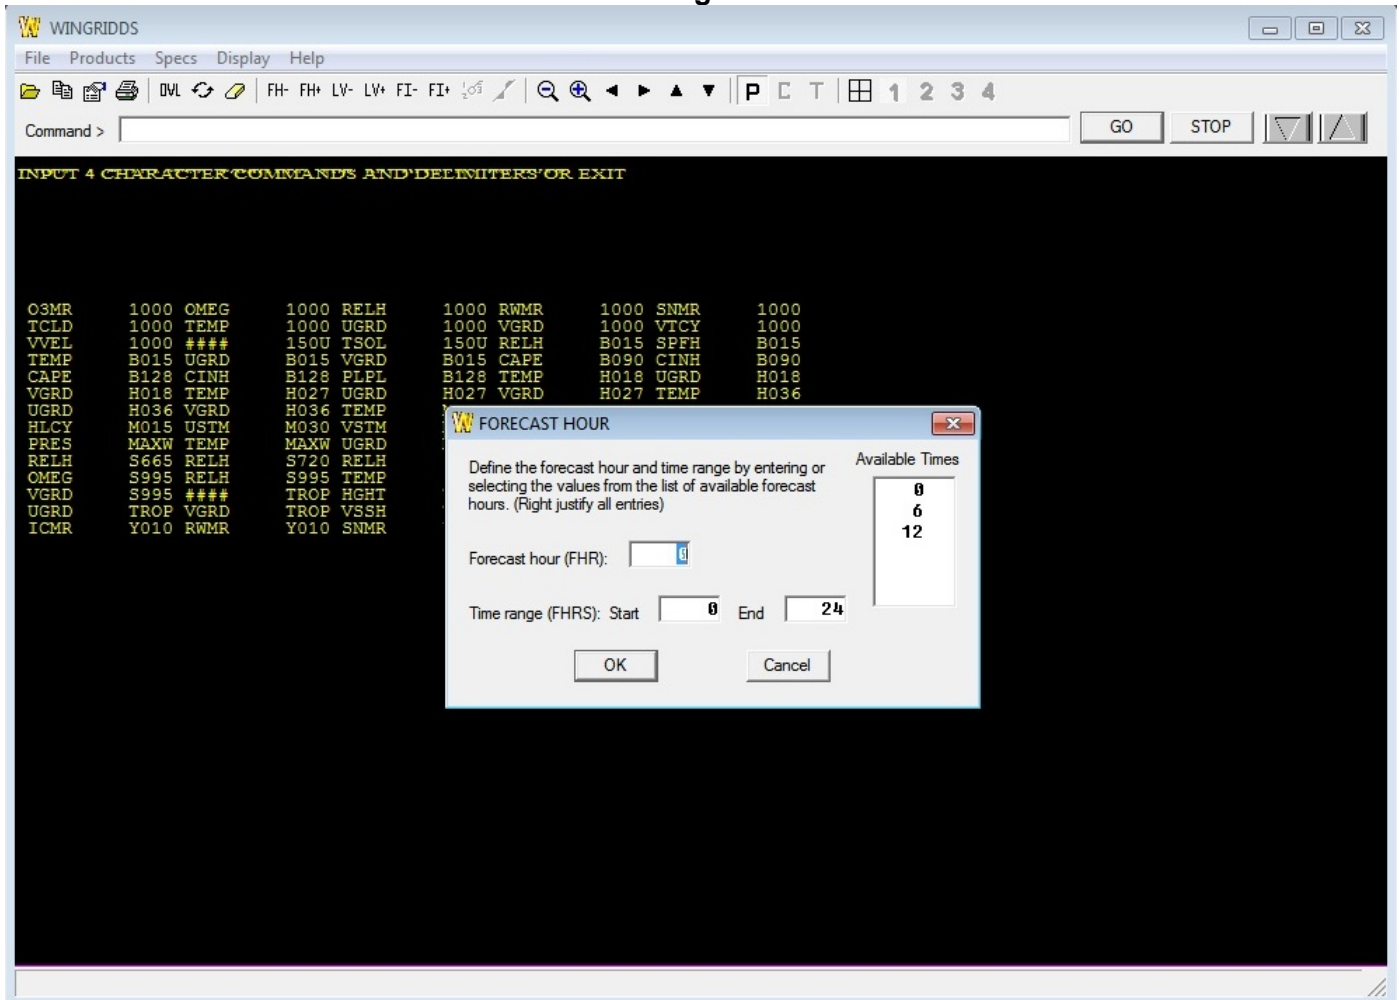 WINGRIDDS
File Products Specs Display Help
OVL FH- FH+ LV- LV+ FI- FI+ P C T 1 2 3 4
Command > GO STOP
INPUT 4 CHARACTER COMMANDS AND DELIMITERS OR EXIT
O3MR 1000 OMEG 1000 RELH 1000 RWMR 1000 SNMR 1000
TCLD 1000 TEMP 1000 UGRD 1000 VGRD 1000 VTCY 1000
VVEL 1000 #### 150U TSOL 150U RELH B015 SPFH B015
TEMP B015 UGRD B015 VGRD B015 CAPE B090 CINH B090
CAPE B128 CINH B128 PLPL B128 TEMP H018 UGRD H018
VGRD H018 TEMP H027 UGRD H027 VGRD H027 TEMP H036
UGRD H036 VGRD H036 TEMP
HLCY M015 USTM M030 VSTM
PRES MAXW TEMP MAXW UGRD
RELH S665 RELH S720 RELH
OMEG S995 RELH S995 TEMP
VGRD S995 #### TROP HGHT
UGRD TROP VGRD TROP VSSH
ICMR Y010 RWMR Y010 SNMR
FORECAST HOUR
Define the forecast hour and time range by entering or
selecting the values from the list of available forecast
hours. (Right justify all entries)
Available Times
0
6
12
Forecast hour (FHR): 0
Time range (FHRS): Start 0 End 24
OK Cancel